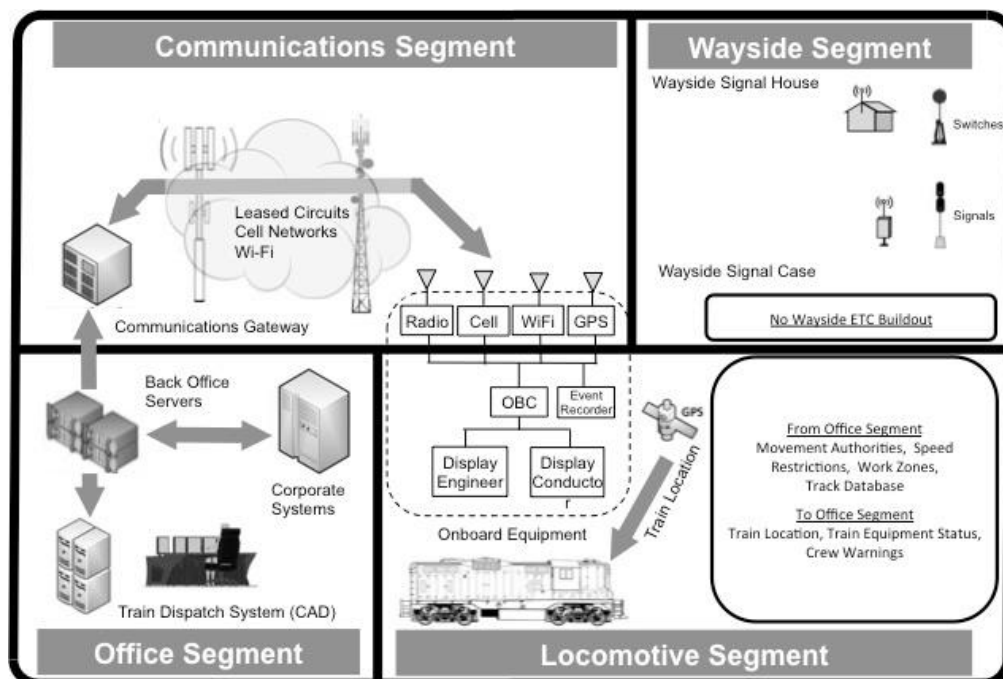 Communications Segment
Leased Circuits
Cell Networks
Wi-Fi
Communications Gateway
Radio
Cell
WiFi
GPS
Wayside Segment
Wayside Signal House
Switches
Signals
Wayside Signal Case
No Wayside ETC Buildout
Back Office
Servers
Corporate
Systems
Train Dispatch System (CAD)
Office Segment
OBC
Event
Recorder
Display
Engineer
Display
Conducto
r
Onboard Equipment
GPS
Train Location
From Office Segment
Movement Authorities, Speed
Restrictions, Work Zones,
Track Database
To Office Segment
Train Location, Train Equipment Status,
Crew Warnings
Locomotive Segment